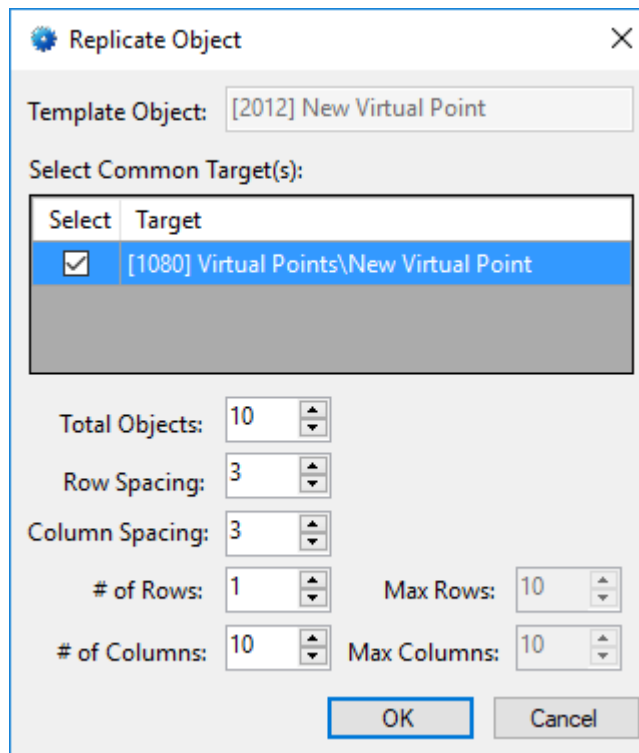 Replicate Object
Template Object: [2012] New Virtual Point
Select Common Target(s):
Select Target
[1080] Virtual Points\New Virtual Point
Total Objects: 10
Row Spacing: 3
Column Spacing: 3
# of Rows: 1 Max Rows: 10
# of Columns: 10 Max Columns: 10
OK Cancel